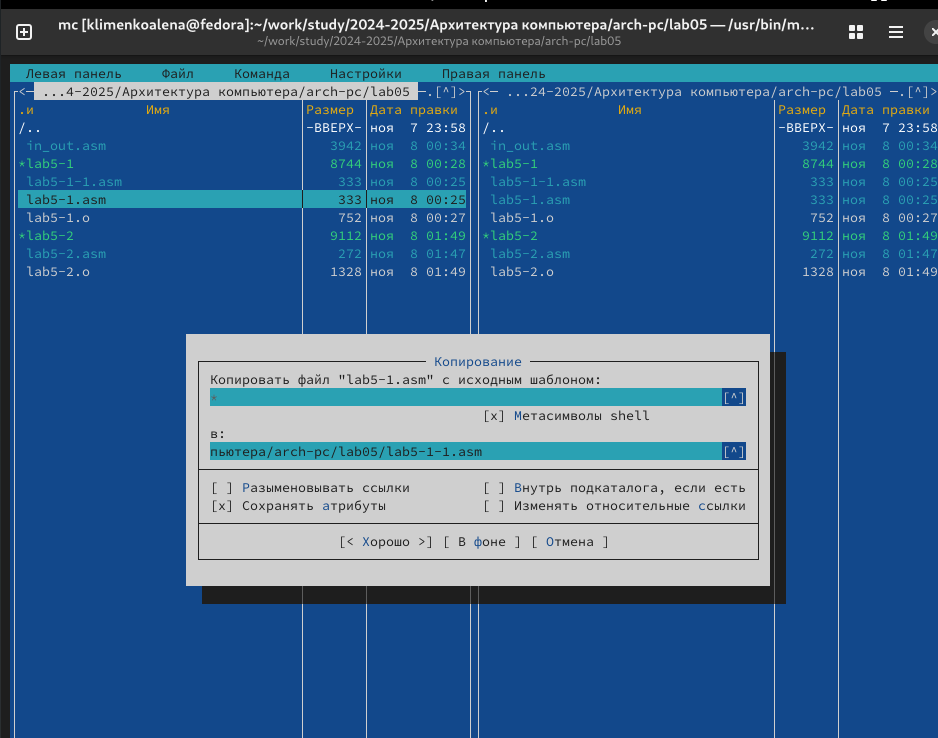 mc [klimenkoalena@fedora]:~/work/study/2024-2025/Архитектура компьютера/arch-pc/lab05 — /usr/bin/m...
~/work/study/2024-2025/Архитектура компьютера/arch-pc/lab05
Левая панель Файл Команда Настройки Правая панель
<— ...4-2025/Архитектура компьютера/arch-pc/lab05 —.[^]> <— ...24-2025/Архитектура компьютера/arch-pc/lab05 —.[^]>
.и Имя Размер Дата правки .и Имя Размер Дата правки
/.. -ВВЕРХ- ноя 7 23:58 /.. -ВВЕРХ- ноя 7 23:58
in_out.asm 3942 ноя 8 00:34 in_out.asm 3942 ноя 8 00:34
*lab5-1 8744 ноя 8 00:28 *lab5-1 8744 ноя 8 00:28
lab5-1-1.asm 333 ноя 8 00:25 lab5-1-1.asm 333 ноя 8 00:25
lab5-1.asm 333 ноя 8 00:25 lab5-1.asm 333 ноя 8 00:25
lab5-1.o 752 ноя 8 00:27 lab5-1.o 752 ноя 8 00:27
*lab5-2 9112 ноя 8 01:49 *lab5-2 9112 ноя 8 01:49
lab5-2.asm 272 ноя 8 01:47 lab5-2.asm 272 ноя 8 01:47
lab5-2.o 1328 ноя 8 01:49 lab5-2.o 1328 ноя 8 01:49
Копирование
Копировать файл "lab5-1.asm" с исходным шаблоном:
* [^]
[x] Метасимволы shell
в:
пьютера/arch-pc/lab05/lab5-1-1.asm [^]
[ ] Разыменовывать ссылки [ ] Внутрь подкаталога, если есть
[x] Сохранять атрибуты [ ] Изменять относительные ссылки
[< Хорошо >] [ В фоне ] [ Отмена ]